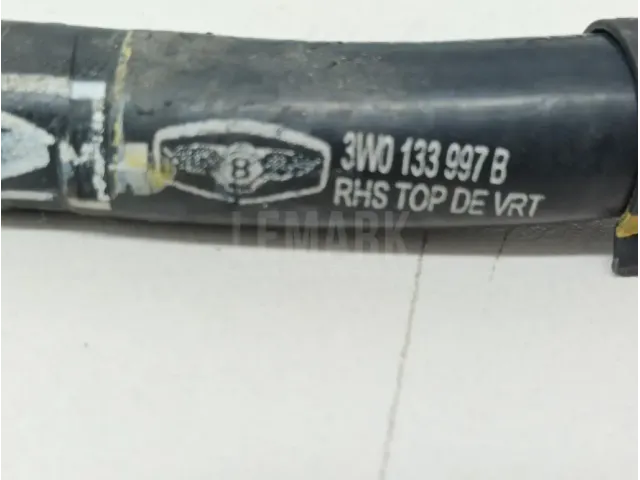 3W0 133 997 B
RHS TOP DE VRT
B
LEMARK